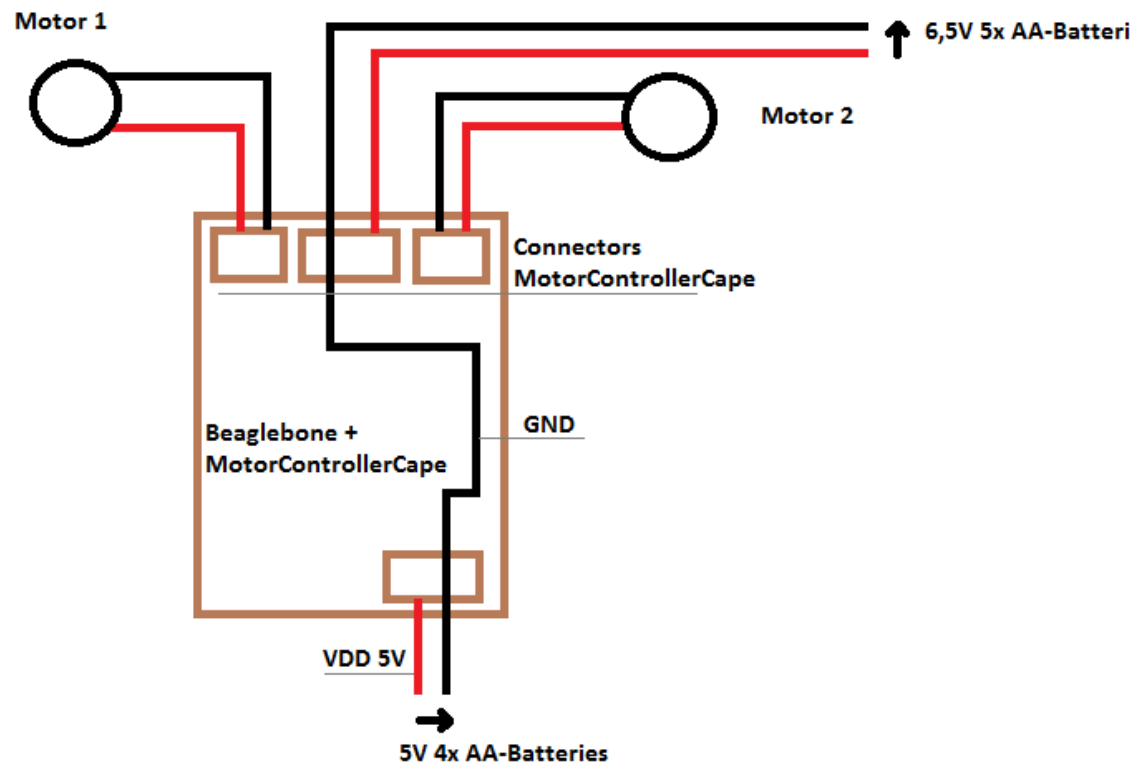 Motor 1
6,5V 5x AA-Batteri
Motor 2
Connectors
MotorControllerCape
GND
Beaglebone +
MotorControllerCape
VDD 5V
5V 4x AA-Batteries